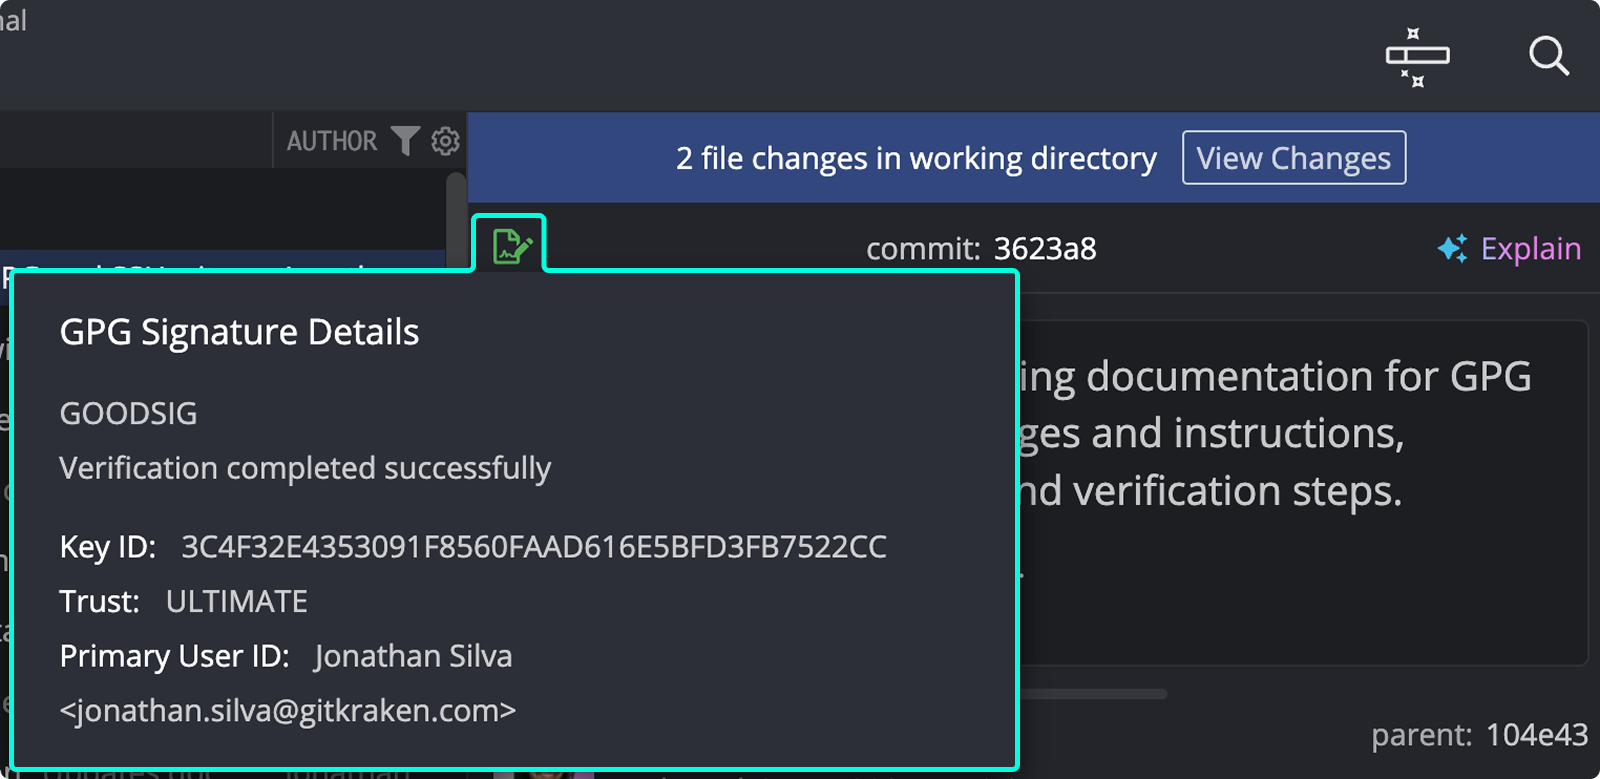 AUTHOR
2 file changes in working directory
View Changes
commit: 3623a8
Explain
GPG Signature Details
GOODSIG
Verification completed successfully
Key ID: 3C4F32E4353091F8560FAAD616E5BFD3FB7522CC
Trust: ULTIMATE
Primary User ID: Jonathan Silva
<jonathan.silva@gitkraken.com>
ing documentation for GPG
ges and instructions,
nd verification steps.
parent: 104e43